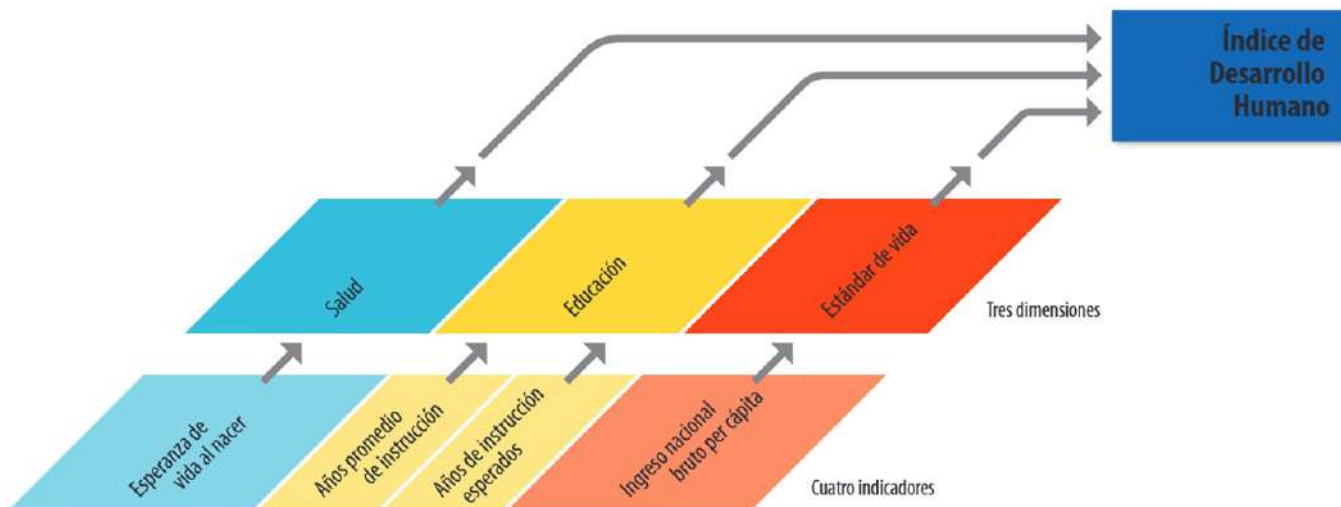 Índice de
Desarrollo
Humano
Salud
Educación
Estándar de vida
Tres dimensiones
Esperanza de
vida al nacer
Años promedio
de instrucción
Años de instrucción
esperados
Ingreso nacional
bruto per cápita
Cuatro indicadores